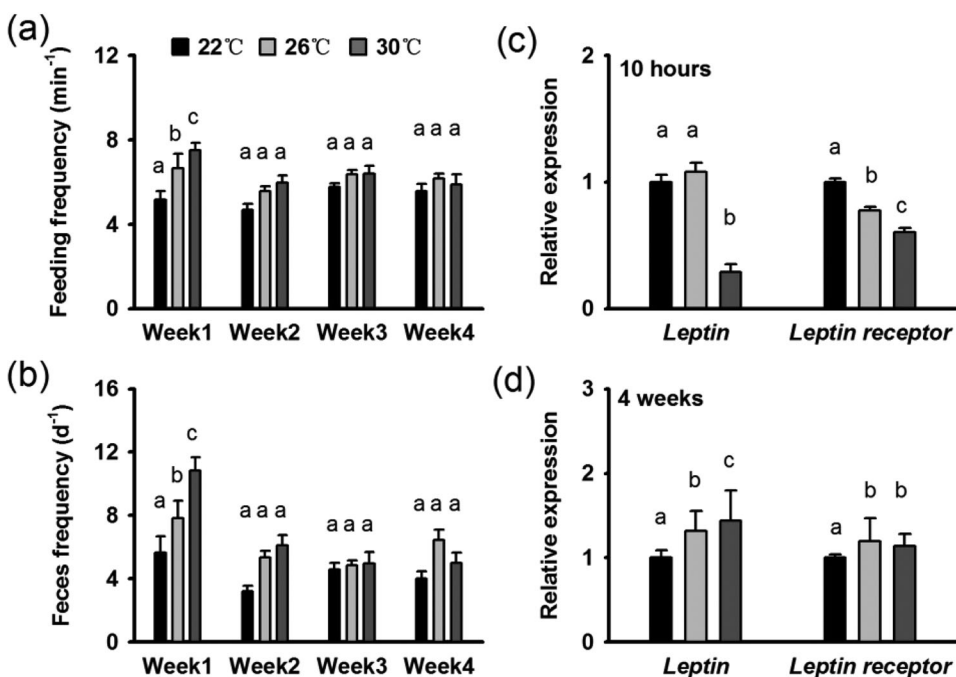 (a)
22℃ 26℃ 30℃
Feeding frequency (min⁻¹)
12
8
4
0
a b c
a a a
a a a
a a a
Week1 Week2 Week3 Week4
(c)
10 hours
Relative expression
2
1
0
a a b
a b c
Leptin Leptin receptor
(b)
Feces frequency (d⁻¹)
16
12
8
4
0
a b c
a a a
a a a
a a a
Week1 Week2 Week3 Week4
(d)
4 weeks
Relative expression
3
2
1
0
a b c
a b b
Leptin Leptin receptor